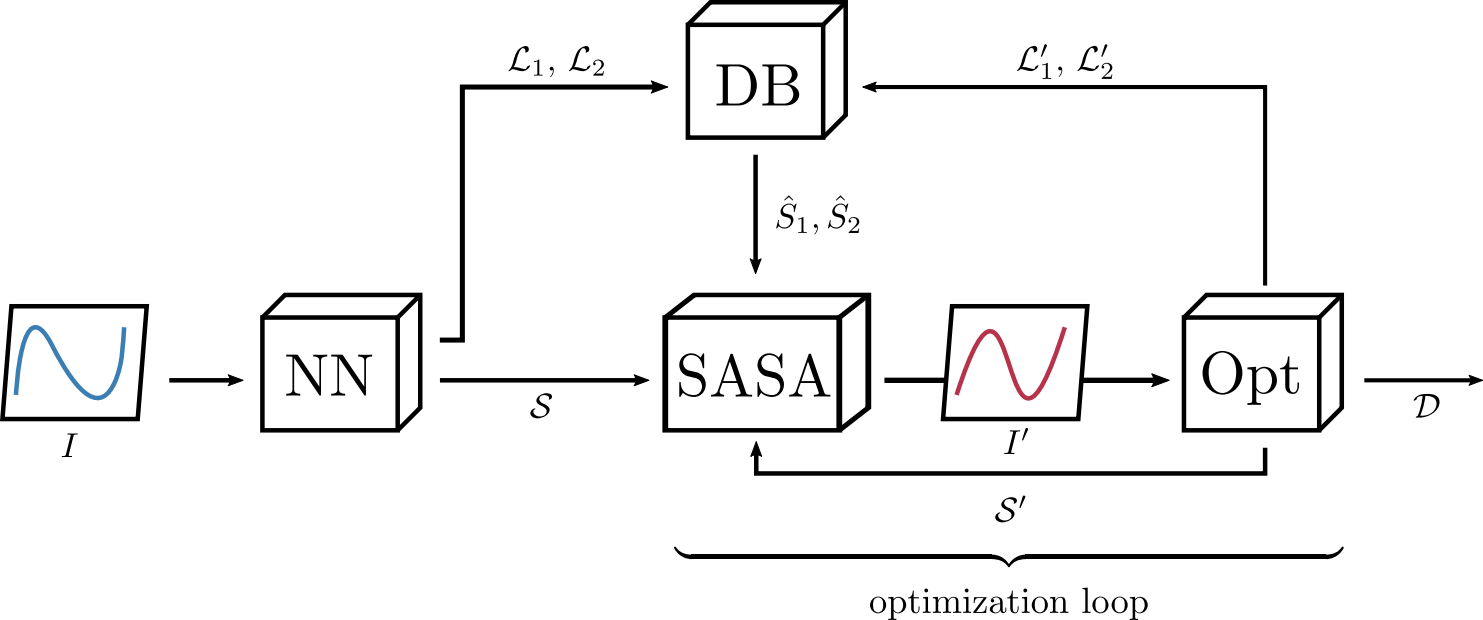 ℒ₁, ℒ₂
DB
ℒ′₁, ℒ′₂
Ŝ₁, Ŝ₂
NN
SASA
Opt
I
𝒮
I′
𝒟
𝒮′
optimization loop